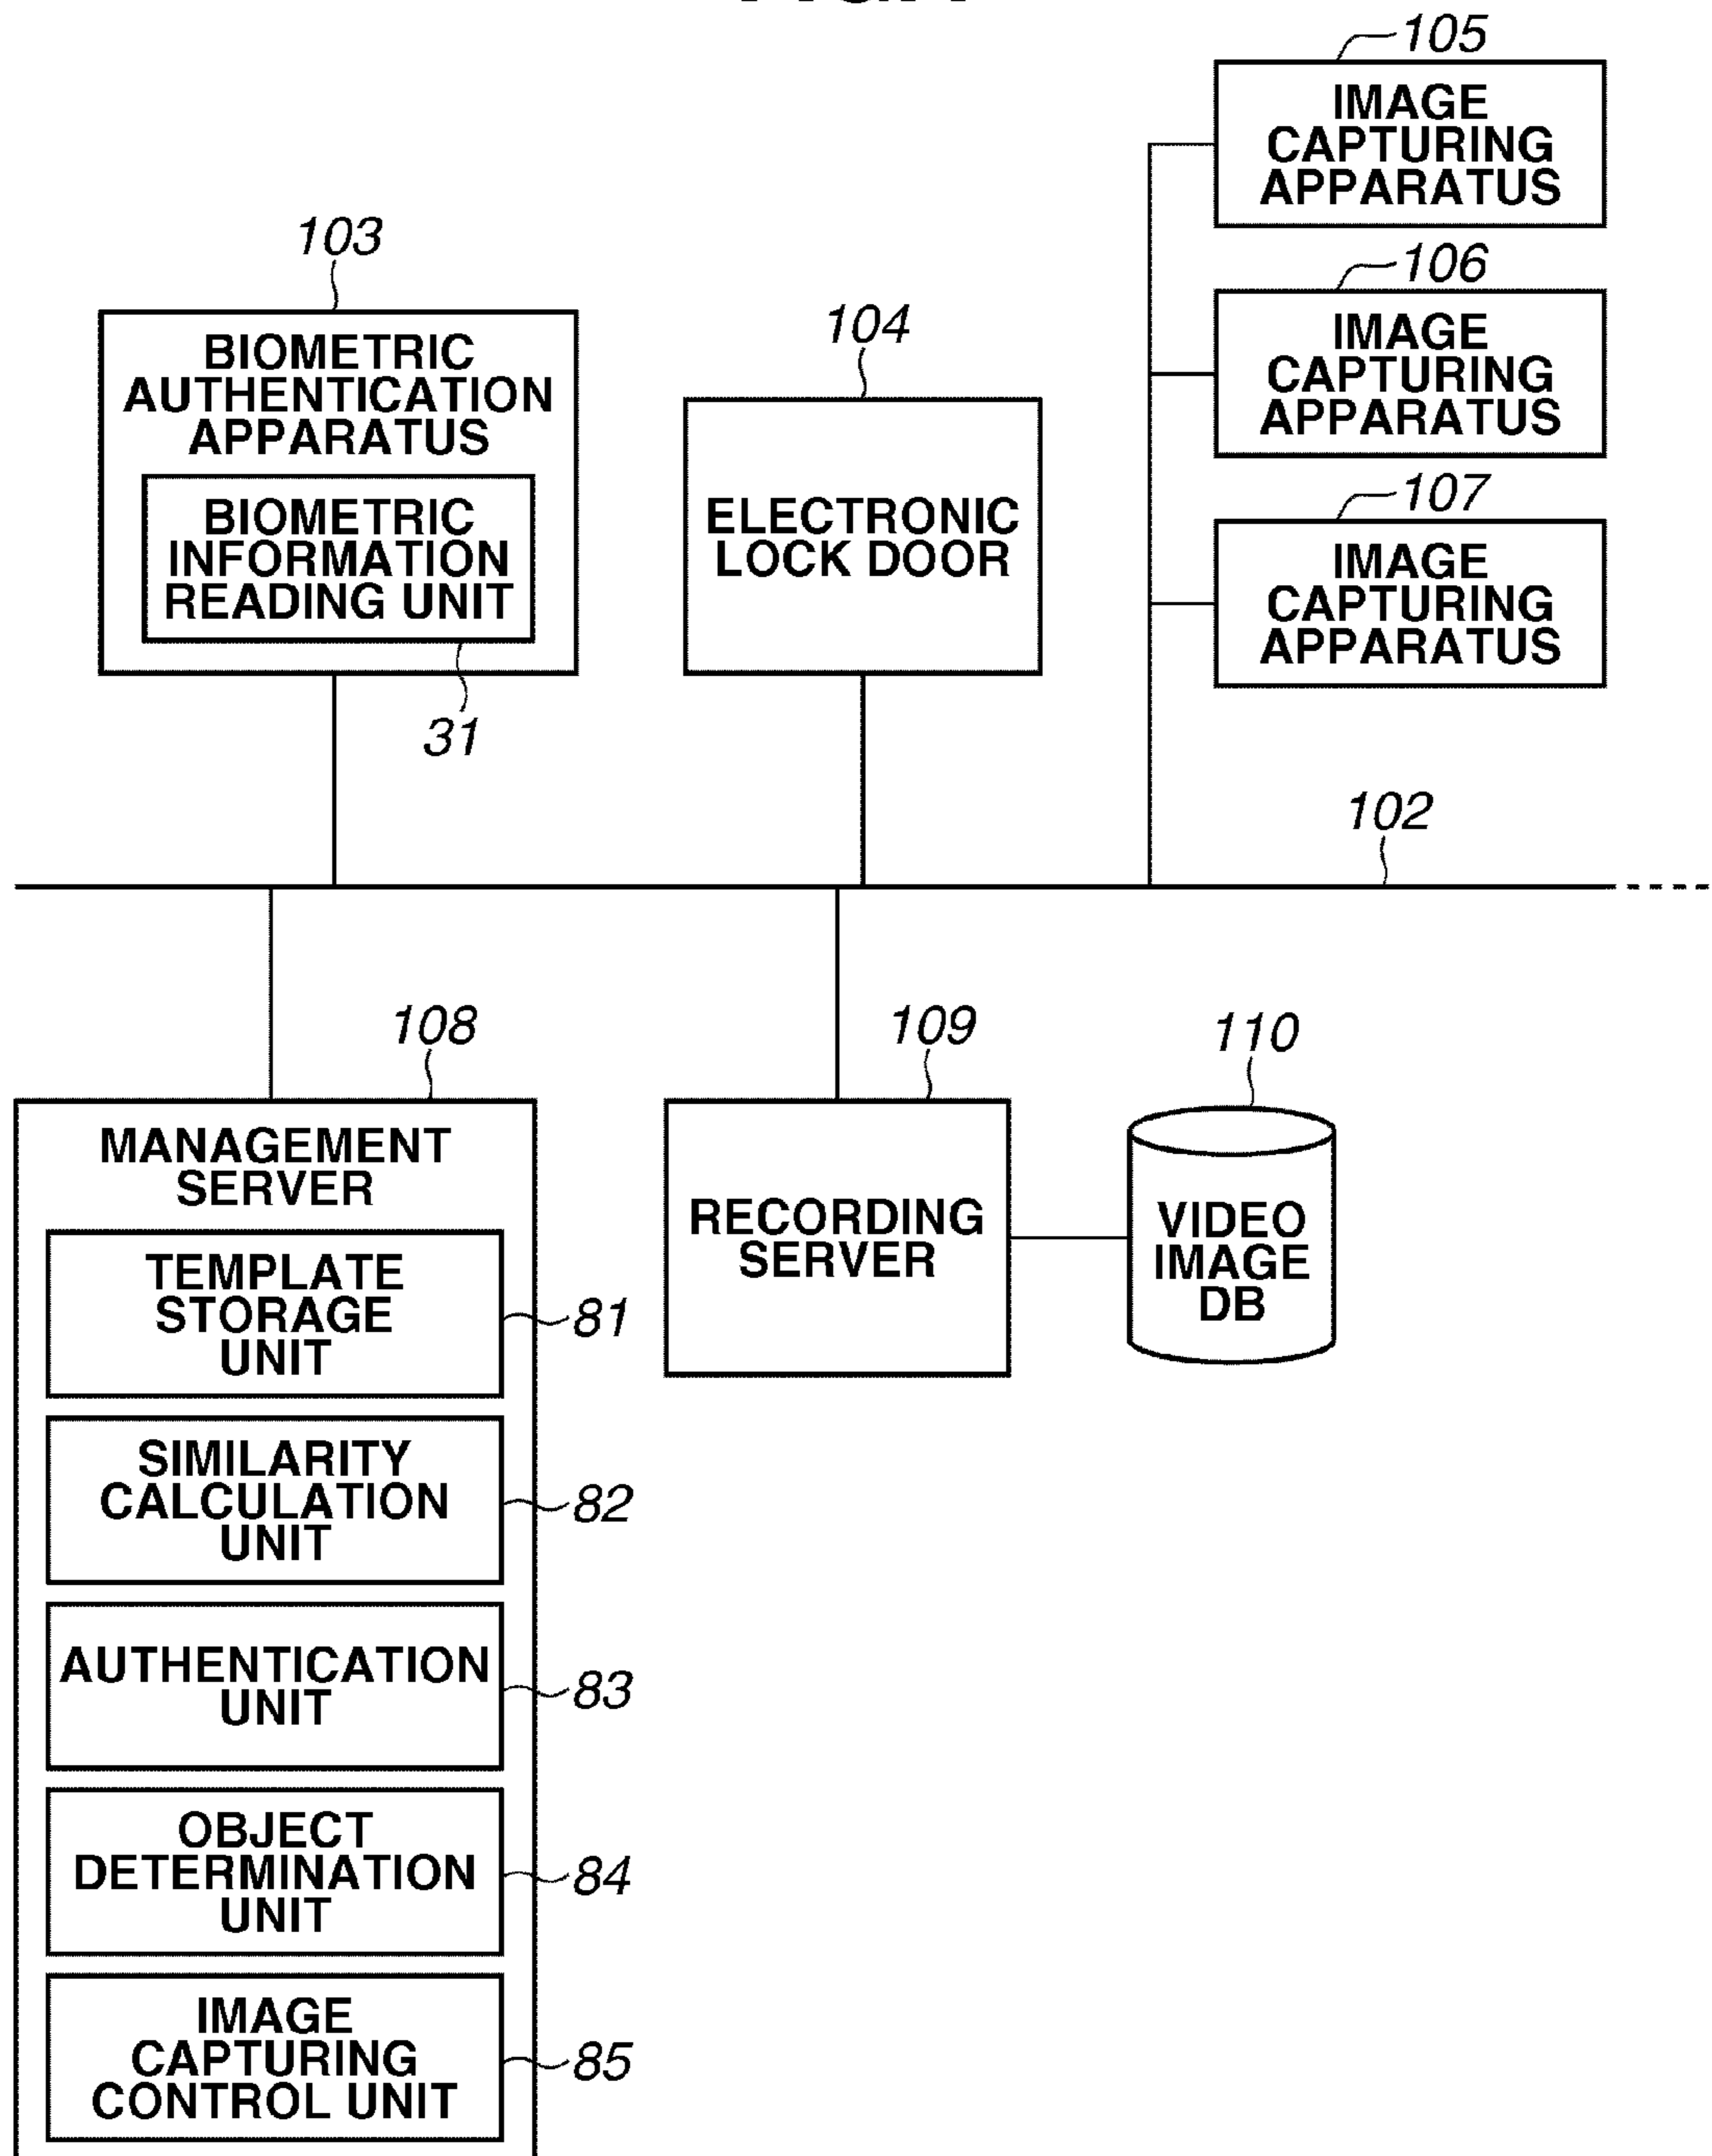 105
IMAGE
CAPTURING
APPARATUS
106
IMAGE
CAPTURING
APPARATUS
107
IMAGE
CAPTURING
APPARATUS
103
BIOMETRIC
AUTHENTICATION
APPARATUS
BIOMETRIC
INFORMATION
READING UNIT
31
104
ELECTRONIC
LOCK DOOR
102
108
MANAGEMENT
SERVER
TEMPLATE
STORAGE
UNIT
81
SIMILARITY
CALCULATION
UNIT
82
AUTHENTICATION
UNIT
83
OBJECT
DETERMINATION
UNIT
84
IMAGE
CAPTURING
CONTROL UNIT
85
109
RECORDING
SERVER
110
VIDEO
IMAGE
DB